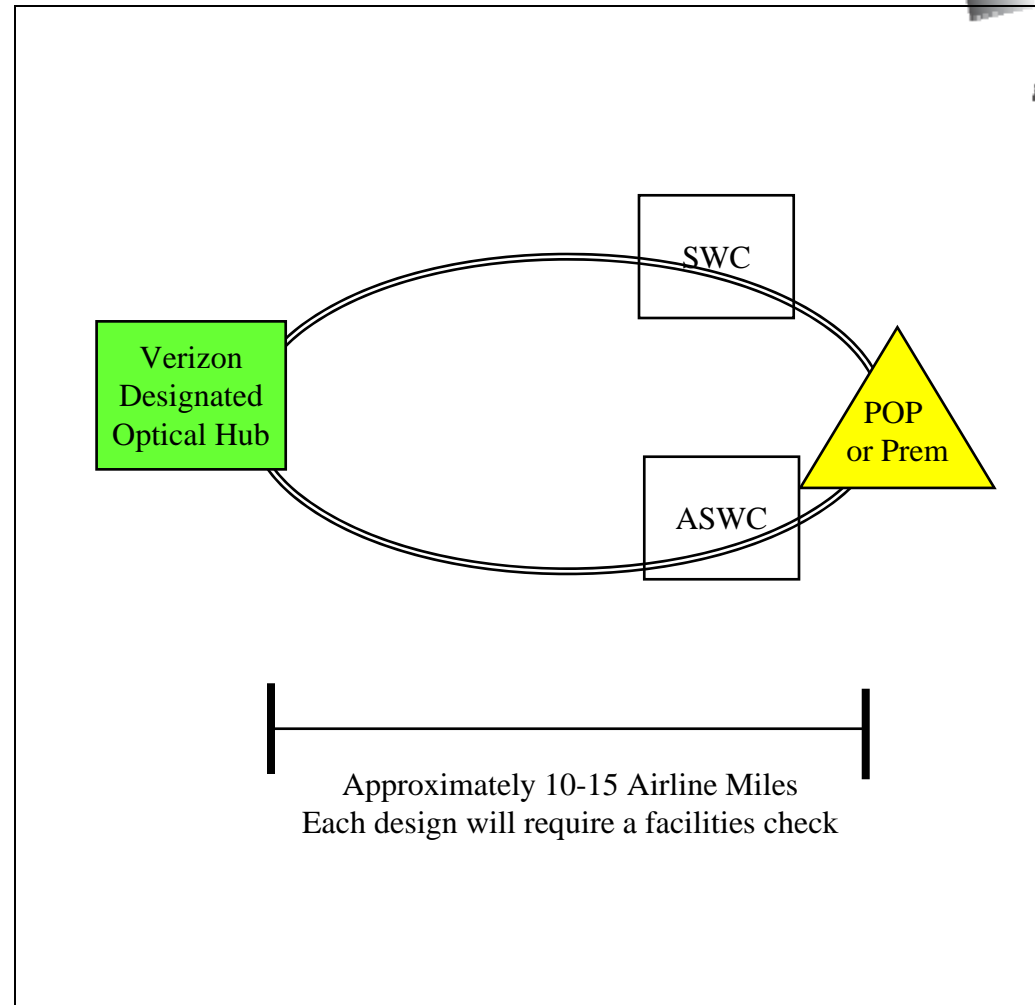 SWC
Verizon
Designated
Optical Hub
POP
or Prem
ASWC
Approximately 10-15 Airline Miles
Each design will require a facilities check